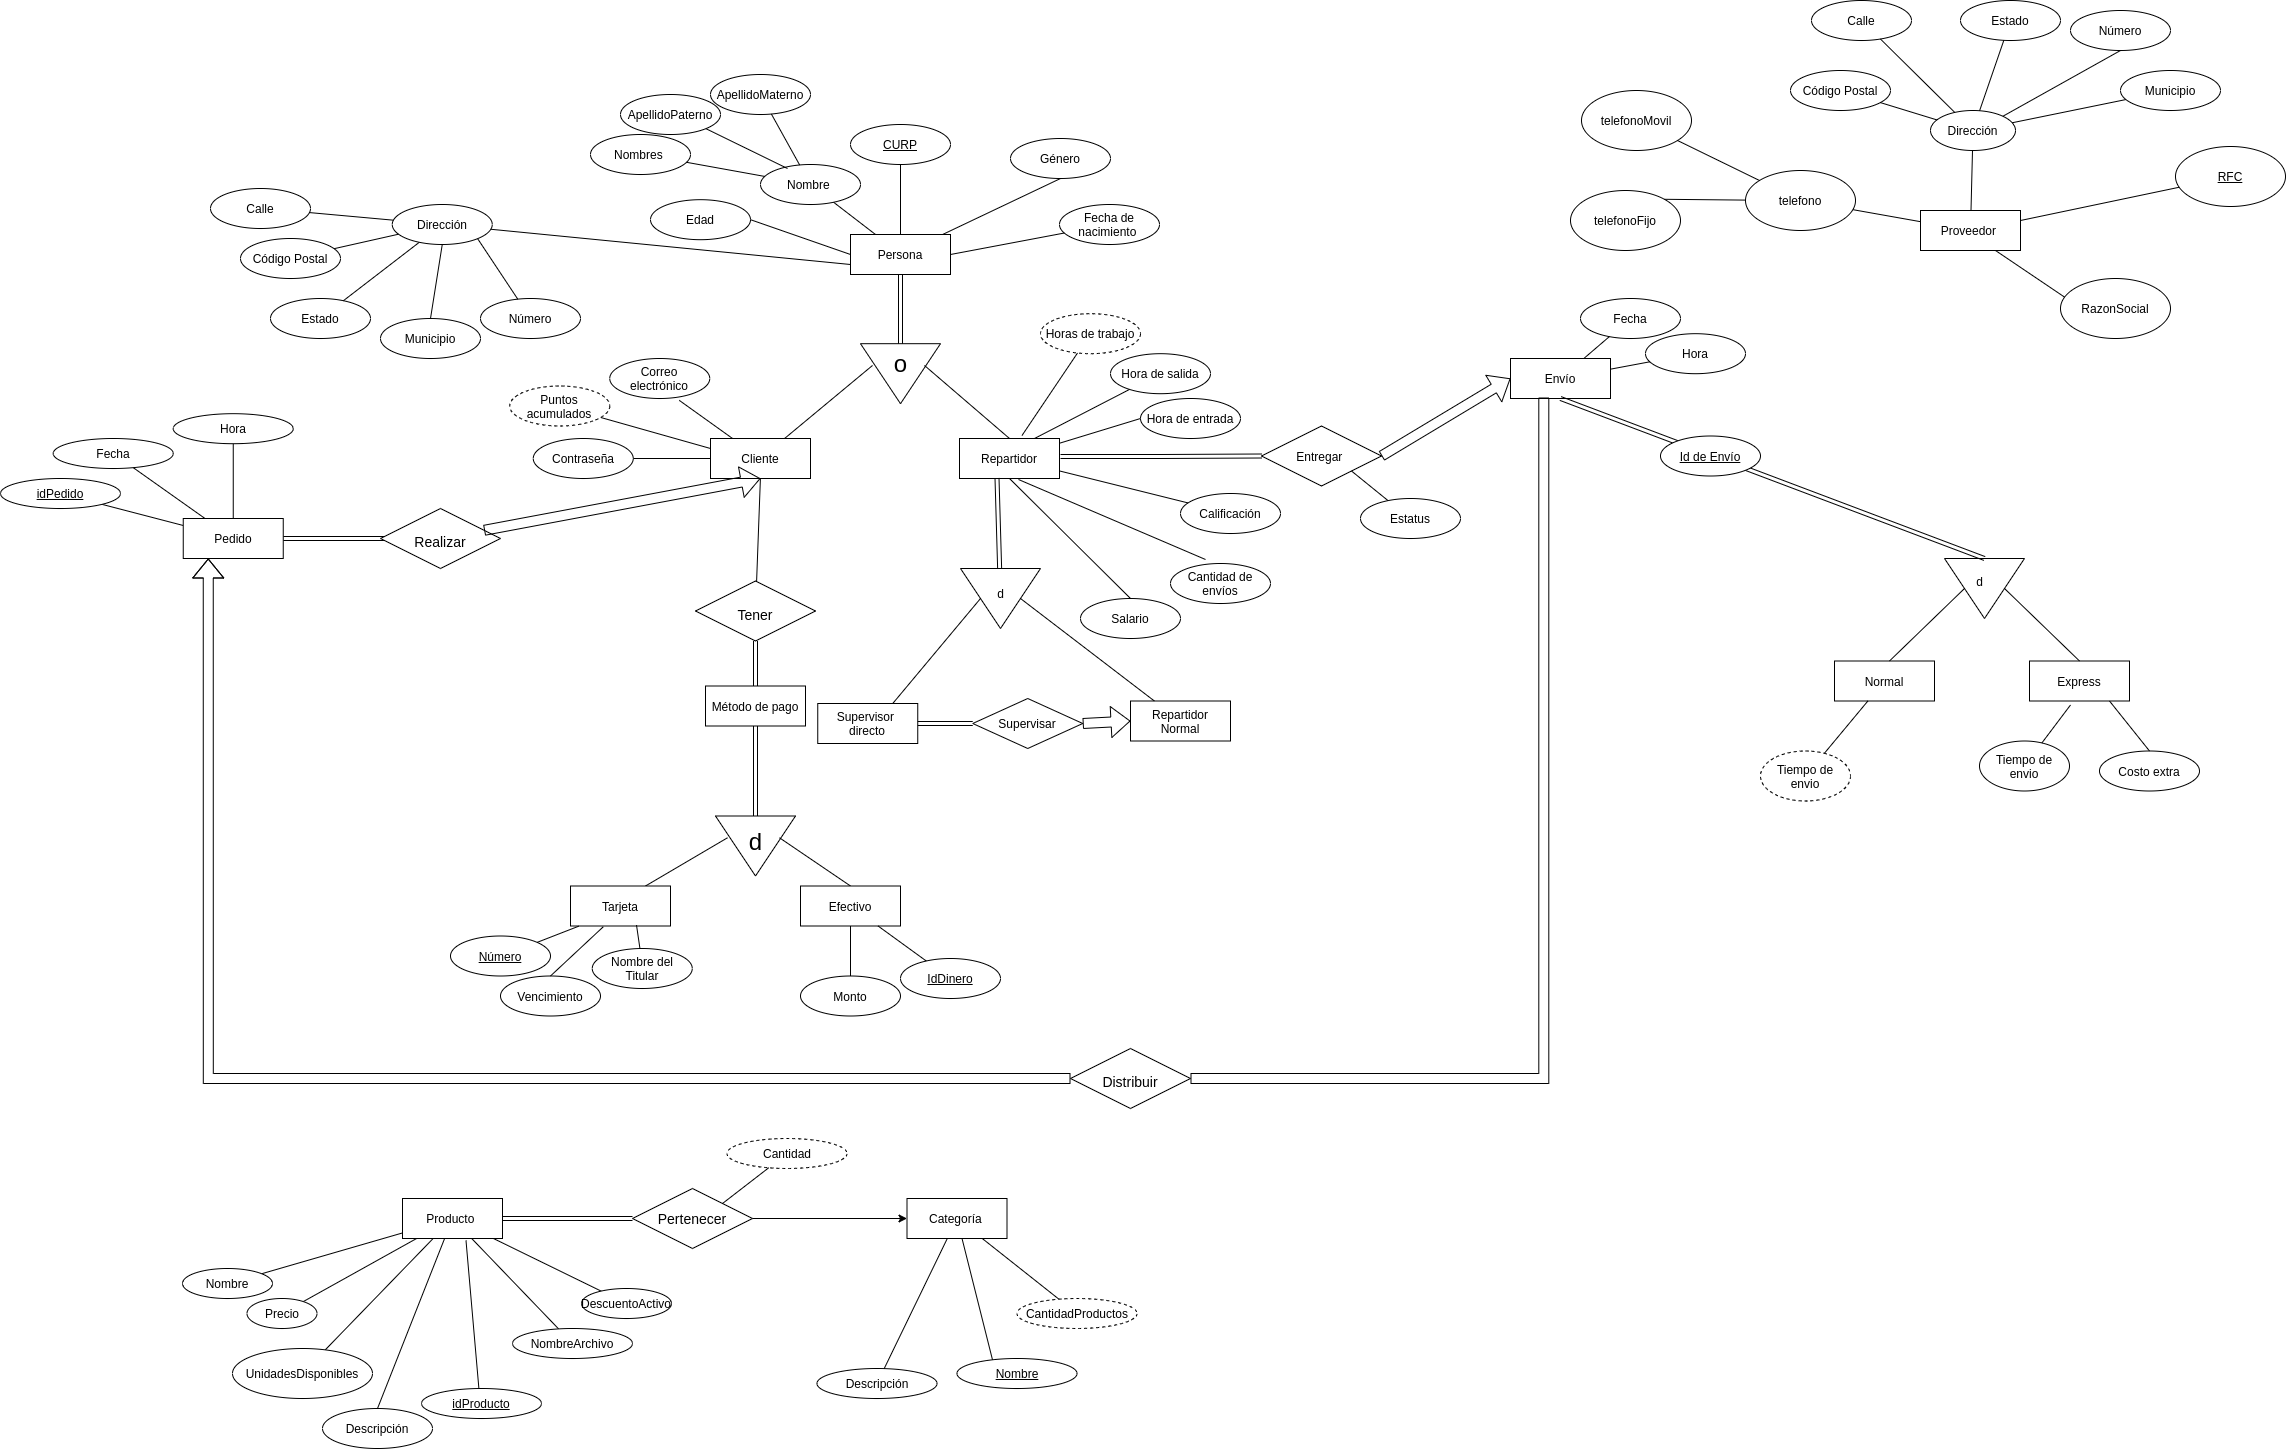 Calle
Estado
Número
Código Postal
Municipio
Dirección
telefonoMovil
telefono
telefonoFijo
RFC
Proveedor
RazonSocial
ApellidoMaterno
ApellidoPaterno
Nombres
Nombre
CURP
Género
Edad
Fecha de
nacimiento
Persona
Calle
Dirección
Código Postal
Estado
Municipio
Número
o
Horas de trabajo
Hora de salida
Hora de entrada
Correo
electrónico
Puntos
acumulados
Contraseña
Cliente
Repartidor
Entregar
Estatus
Calificación
Cantidad de
envíos
Salario
Fecha
Hora
Envío
Id de Envío
d
Normal
Express
Tiempo de
envio
Tiempo de
envio
Costo extra
Hora
Fecha
idPedido
Pedido
Realizar
Tener
Método de pago
d
Supervisor
directo
Supervisar
Repartidor
Normal
d
Tarjeta
Efectivo
Número
Vencimiento
Nombre del
Titular
Monto
IdDinero
Distribuir
Cantidad
Producto
Pertenecer
Categoría
Nombre
Precio
UnidadesDisponibles
Descripción
idProducto
NombreArchivo
DescuentoActivo
Descripción
Nombre
CantidadProductos